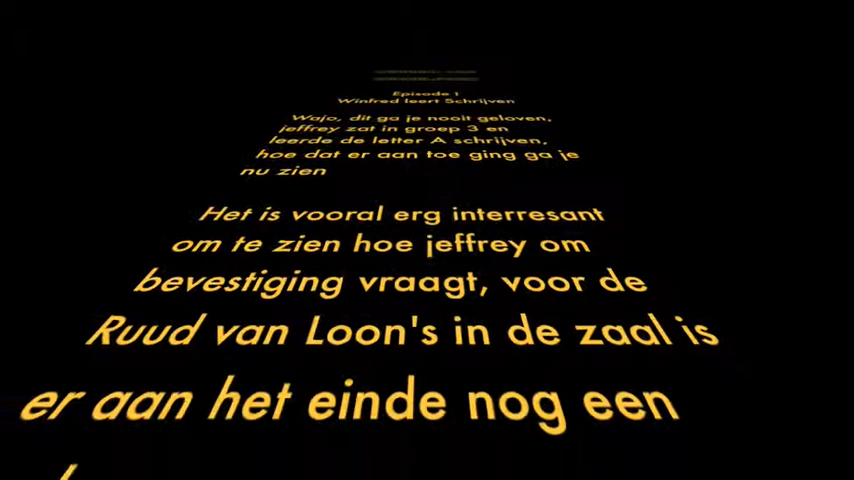 Episode 1
Winfred leert Schrijven
Wajo, dit ga je nooit geloven,
jeffrey zat in groep 3 en
leerde de letter A schrijven,
hoe dat er aan toe ging ga je
nu zien
Het is vooral erg interresant
om te zien hoe jeffrey om
bevestiging vraagt, voor de
Ruud van Loon's in de zaal is
er aan het einde nog een